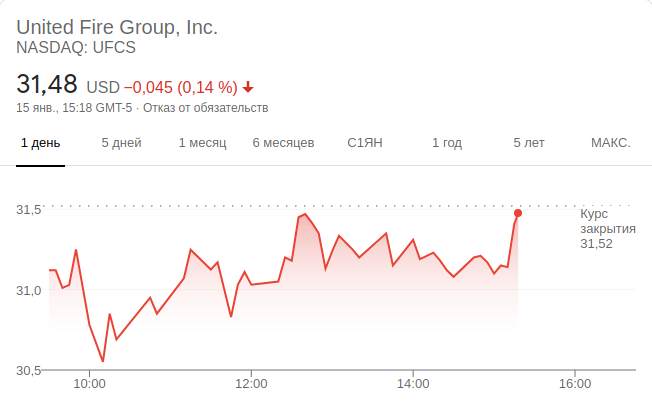 United Fire Group, Inc.
NASDAQ: UFCS
31,48 USD −0,045 (0,14 %)
15 янв., 15:18 GMT-5 · Отказ от обязательств
1 день 5 дней 1 месяц 6 месяцев С1ЯН 1 год 5 лет МАКС.
31,5
Курс
закрытия
31,52
31,0
30,5
10:00 12:00 14:00 16:00